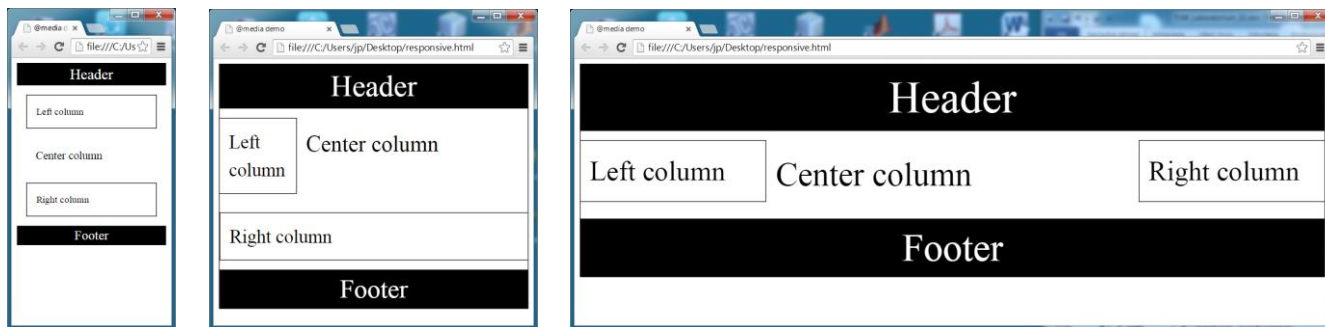 @media d
file:///C:/Us
Header
Left column
Center column
Right column
Footer
@media demo
file:///C:/Users/jp/Desktop/responsive.html
Header
Left
column
Center column
Right column
Footer
@media demo
file:///C:/Users/jp/Desktop/responsive.html
Header
Left column
Center column
Right column
Footer